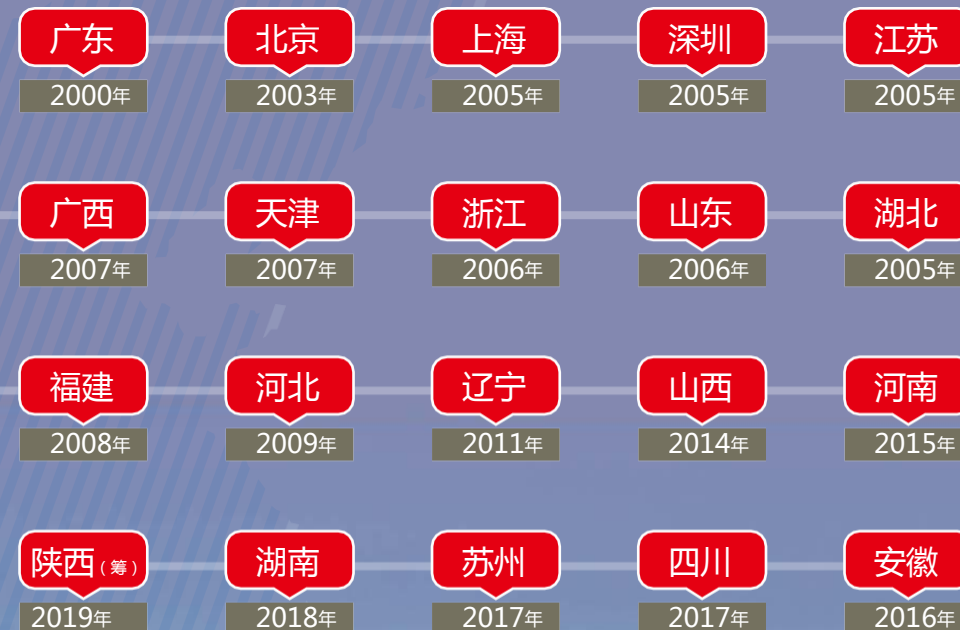 广东 北京 上海 深圳 江苏
2000年 2003年 2005年 2005年 2005年
广西 天津 浙江 山东 湖北
2007年 2007年 2006年 2006年 2005年
福建 河北 辽宁 山西 河南
2008年 2009年 2011年 2014年 2015年
陕西（筹） 湖南 苏州 四川 安徽
2019年 2018年 2017年 2017年 2016年